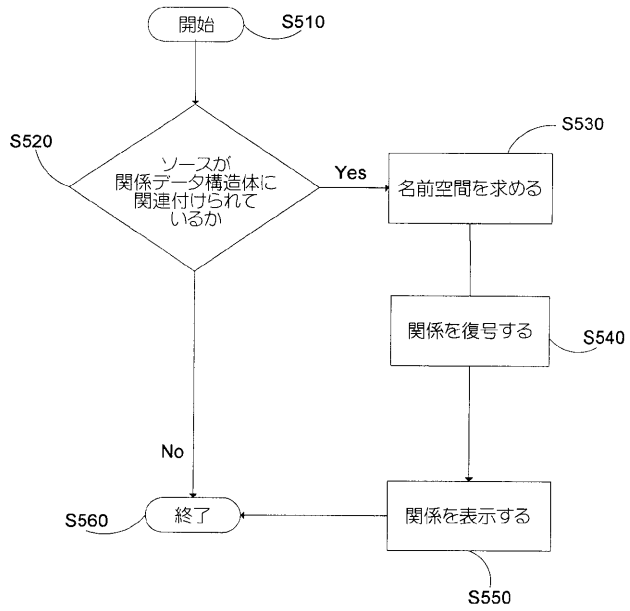 開始
S510
S520
ソースが
関係データ構造体に
関連付けられて
いるか
Yes
S530
名前空間を求める
関係を復号する
S540
No
S560
終了
関係を表示する
S550